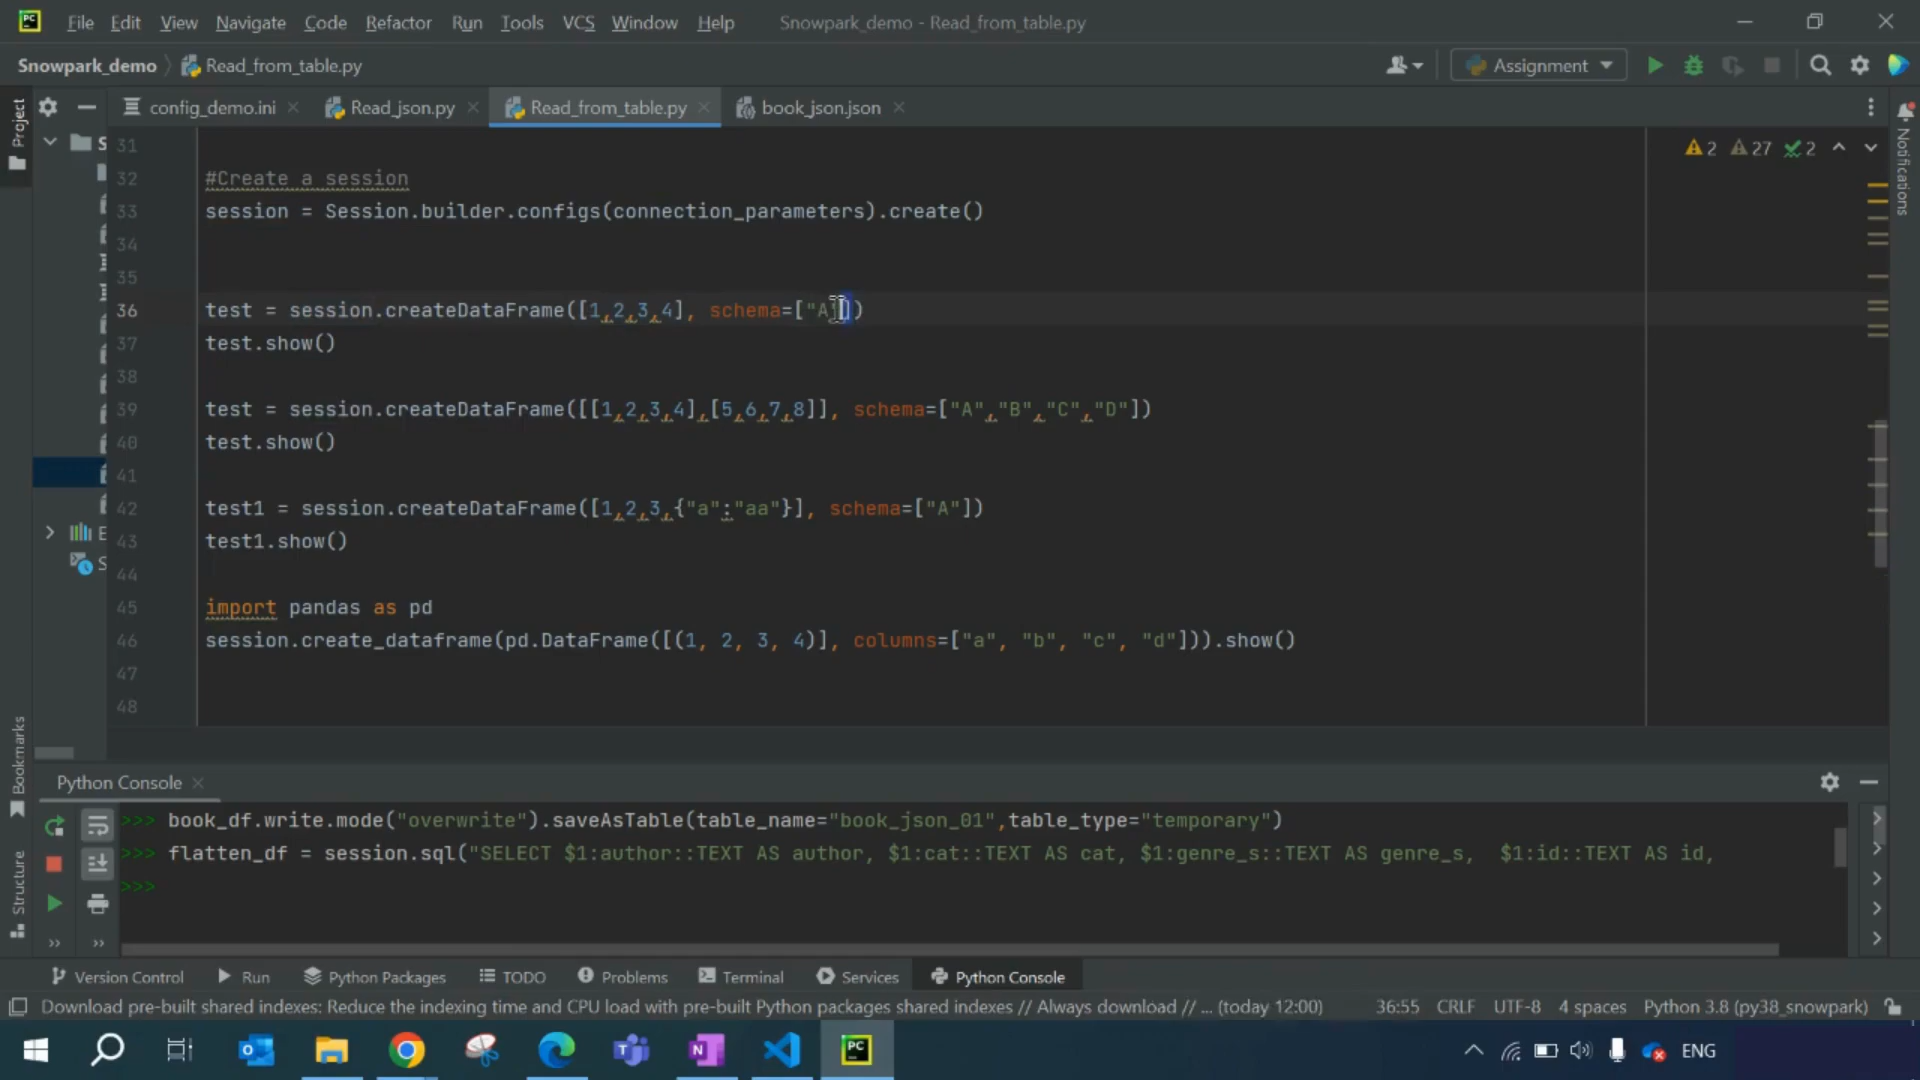 PC File Edit View Navigate Code Refactor Run Tools VCS Window Help Snowpark_demo - Read_from_table.py
Snowpark_demo Read_from_table.py Assignment
config_demo.ini Read_json.py Read_from_table.py book_json.json
Project
Notifications
2 27 2
31
32 #Create a session
33 session = Session.builder.configs(connection_parameters).create()
34
35
36 test = session.createDataFrame([1,2,3,4], schema=["A"])
37 test.show()
38
39 test = session.createDataFrame([[1,2,3,4],[5,6,7,8]], schema=["A","B","C","D"])
40 test.show()
41
42 test1 = session.createDataFrame([1,2,3,{"a":"aa"}], schema=["A"])
43 test1.show()
44
45 import pandas as pd
46 session.create_dataframe(pd.DataFrame([(1, 2, 3, 4)], columns=["a", "b", "c", "d"])).show()
47
48
S
E
S
Bookmarks
Structure
Python Console
>>> book_df.write.mode("overwrite").saveAsTable(table_name="book_json_01",table_type="temporary")
>>> flatten_df = session.sql("SELECT $1:author::TEXT AS author, $1:cat::TEXT AS cat, $1:genre_s::TEXT AS genre_s,  $1:id::TEXT AS id,
>>>
Version Control Run Python Packages TODO Problems Terminal Services Python Console
Download pre-built shared indexes: Reduce the indexing time and CPU load with pre-built Python packages shared indexes // Always download // ... (today 12:00) 36:55 CRLF UTF-8 4 spaces Python 3.8 (py38_snowpark)
PC ENG